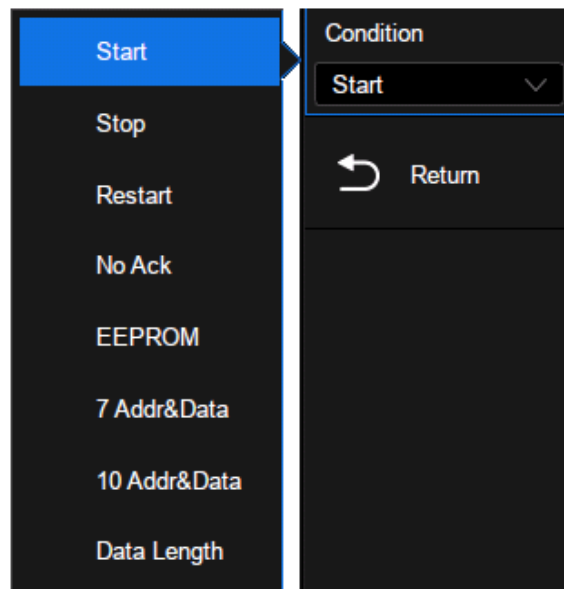 Start
Stop
Restart
No Ack
EEPROM
7 Addr&Data
10 Addr&Data
Data Length
Condition
Start
Return